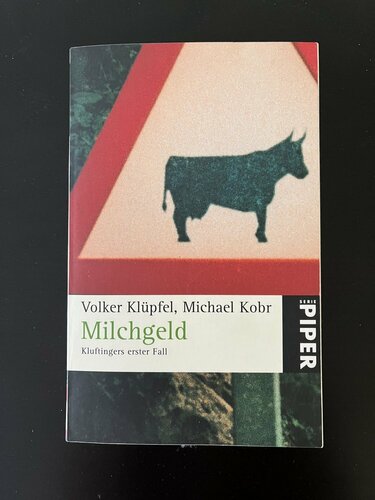 Volker Klüpfel, Michael Kobr
Milchgeld
Kluftingers erster Fall
SERIE
PIPER